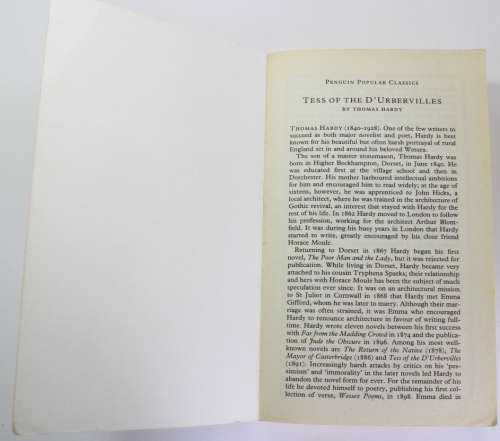 PENGUIN POPULAR CLASSICS
TESS OF THE D'URBERVILLES
BY THOMAS HARDY
THOMAS HARDY (1840–1928). One of the few writers to
succeed as both major novelist and poet, Hardy is best
known for his beautiful but often harsh portrayal of rural
England set in and around his beloved Wessex.
The son of a master stonemason, Thomas Hardy was
born in Higher Bockhampton, Dorset, in June 1840. He
was educated first at the village school and then in
Dorchester. His mother harboured intellectual ambitions
for him and encouraged him to read widely; at the age of
sixteen, however, he was apprenticed to John Hicks, a
local architect, where he was trained in the architecture of
Gothic revival, an interest that stayed with Hardy for the
rest of his life. In 1862 Hardy moved to London to follow
his profession, working for the architect Arthur Blom-
field. It was during his busy years in London that Hardy
started to write, greatly encouraged by his close friend
Horace Moule.
Returning to Dorset in 1867 Hardy began his first
novel, The Poor Man and the Lady, but it was rejected for
publication. While living in Dorset, Hardy became very
attached to his cousin Tryphena Sparks; their relationship
and hers with Horace Moule has been the subject of much
speculation ever since. It was on an architectural mission
to St Juliot in Cornwall in 1868 that Hardy met Emma
Gifford, whom he was later to marry. Although their mar-
riage was often strained, it was Emma who encouraged
Hardy to renounce architecture in favour of writing full-
time. Hardy wrote eleven novels between his first success
with Far from the Madding Crowd in 1874 and the publica-
tion of Jude the Obscure in 1896. Among his most well-
known novels are The Return of the Native (1878), The
Mayor of Casterbridge (1886) and Tess of the D'Urbervilles
(1891). Increasingly harsh attacks by critics on his 'pes-
simism' and 'immorality' in the later novels led Hardy to
abandon the novel form for ever. For the remainder of his
life he devoted himself to poetry, publishing his first col-
lection of verse, Wessex Poems, in 1898. Emma died in